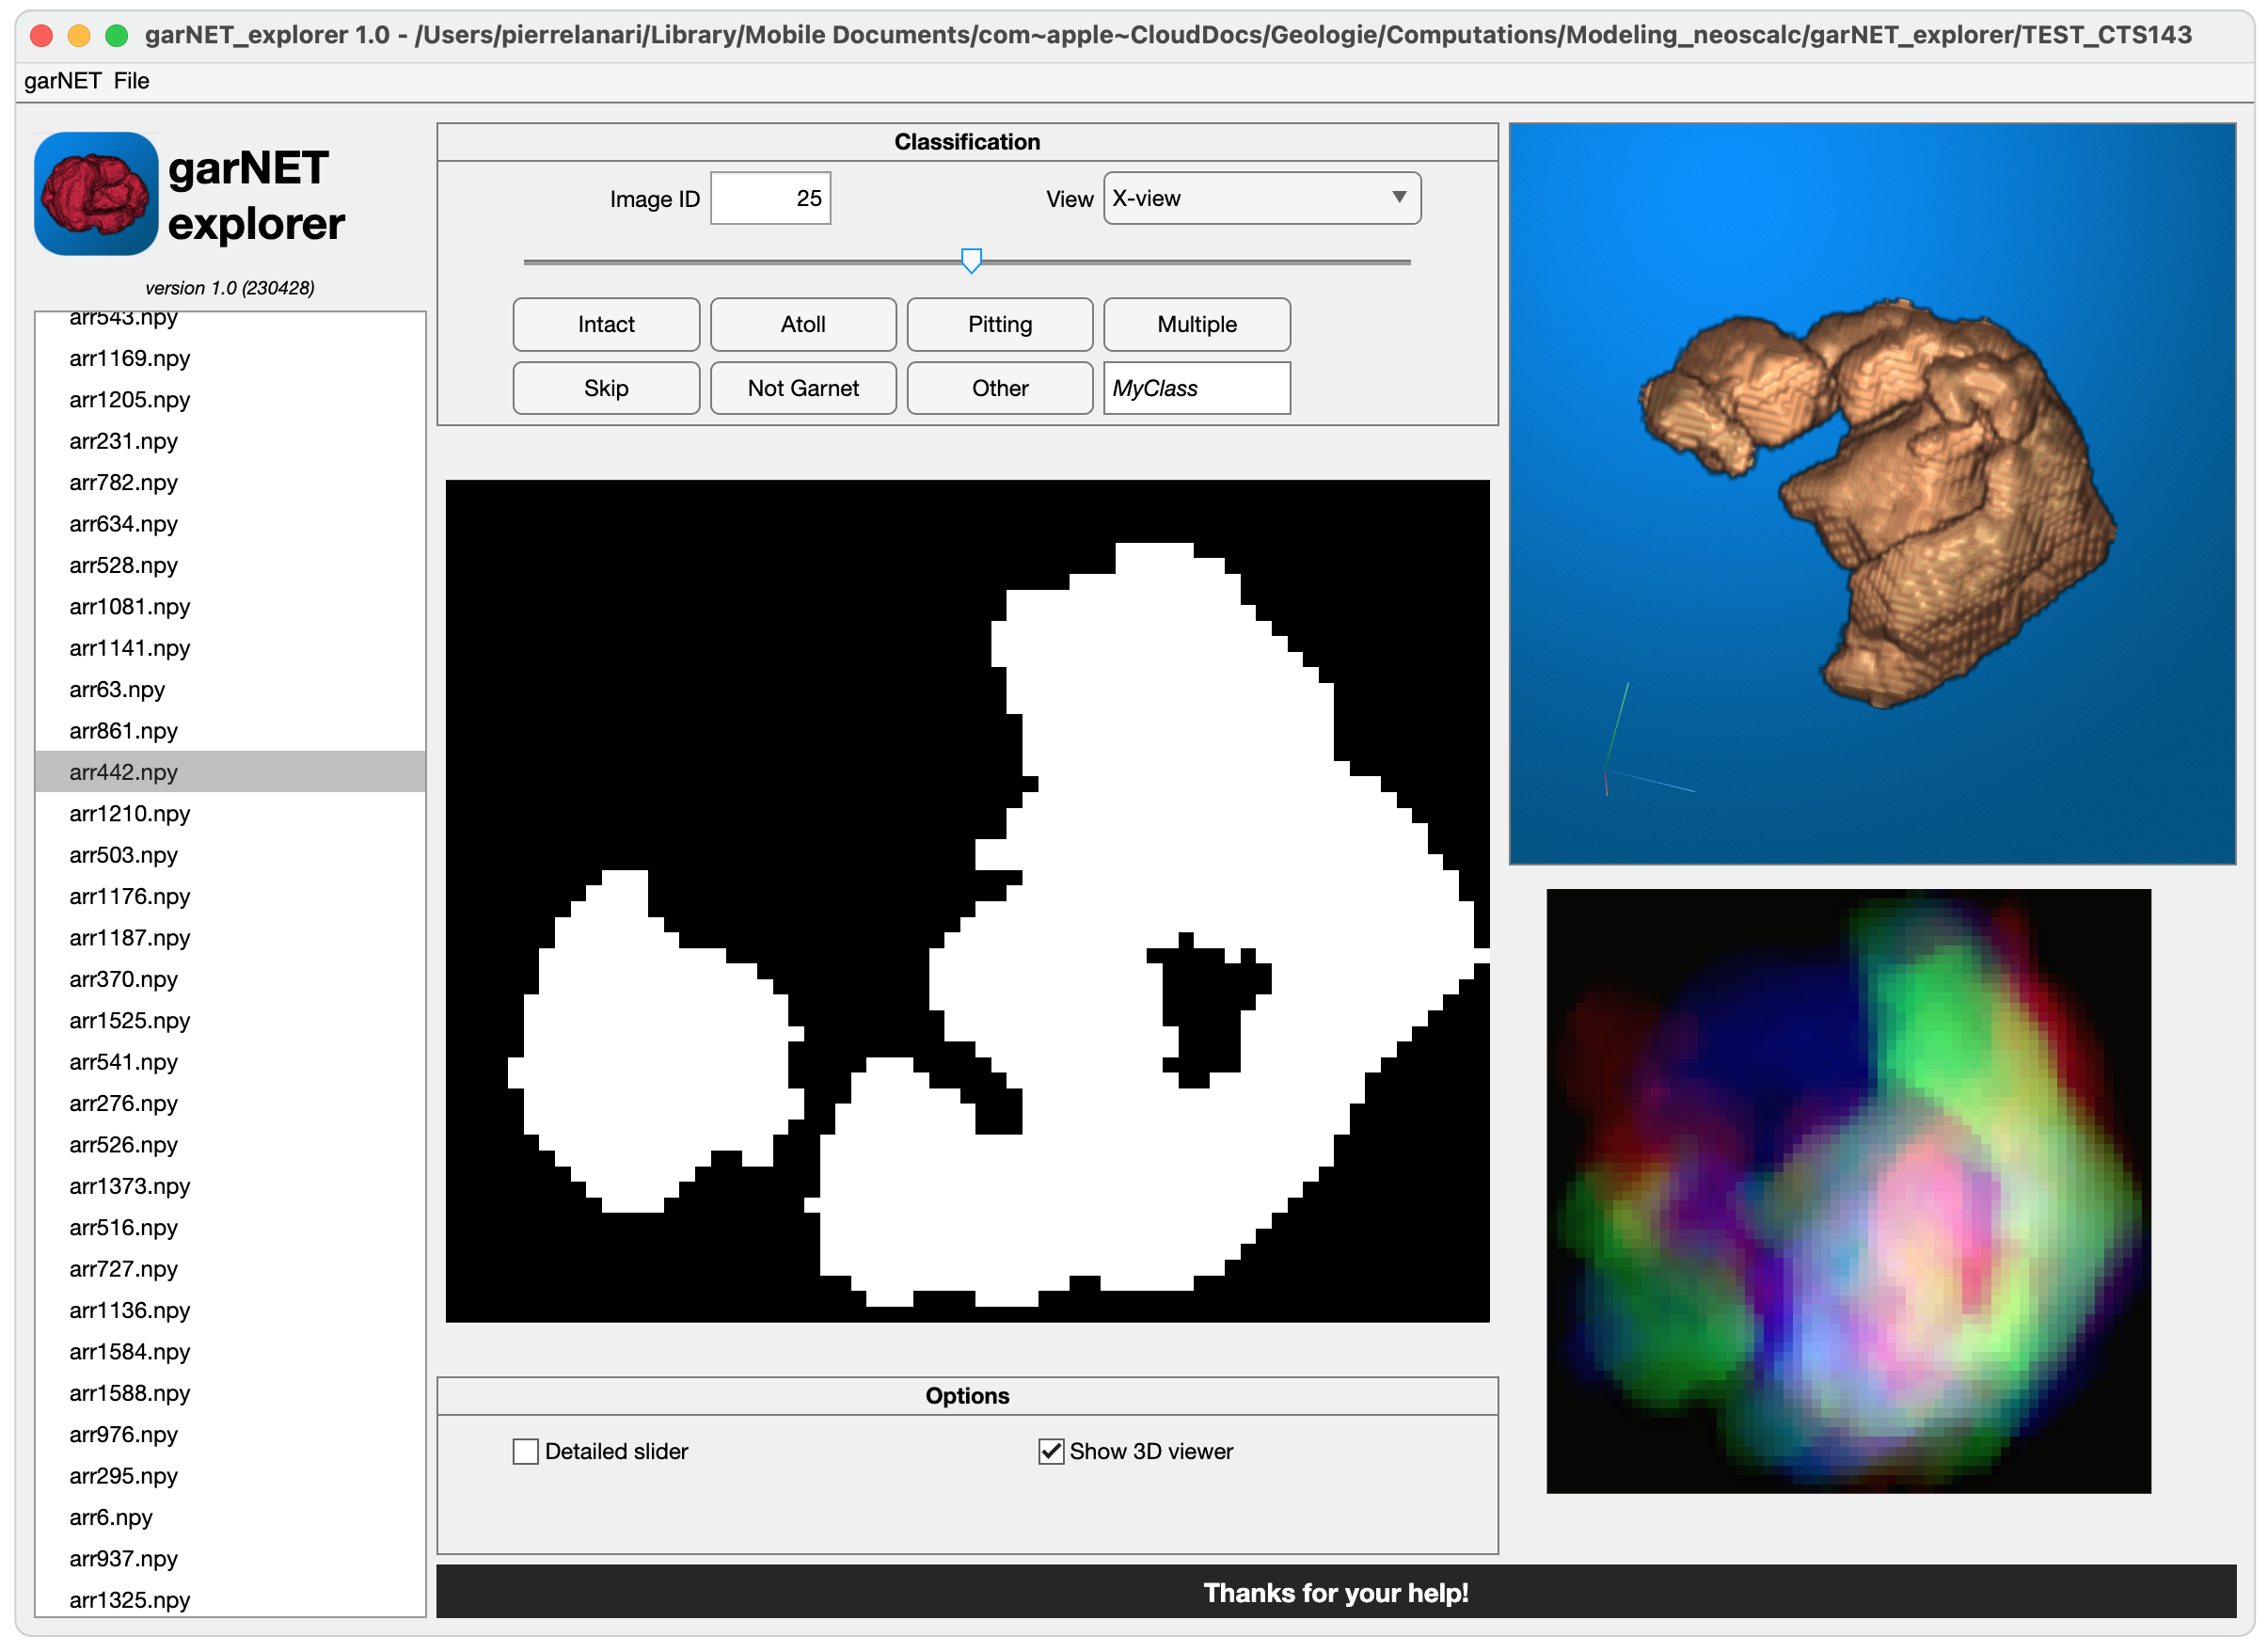 garNET_explorer 1.0 - /Users/pierrelanari/Library/Mobile Documents/com~apple~CloudDocs/Geologie/Computations/Modeling_neoscalc/garNET_explorer/TEST_CTS143
garNET File
garNET
explorer
version 1.0 (230428)
arr543.npy
arr1169.npy
arr1205.npy
arr231.npy
arr782.npy
arr634.npy
arr528.npy
arr1081.npy
arr1141.npy
arr63.npy
arr861.npy
arr442.npy
arr1210.npy
arr503.npy
arr1176.npy
arr1187.npy
arr370.npy
arr1525.npy
arr541.npy
arr276.npy
arr526.npy
arr1373.npy
arr516.npy
arr727.npy
arr1136.npy
arr1584.npy
arr1588.npy
arr976.npy
arr295.npy
arr6.npy
arr937.npy
arr1325.npy
Classification
Image ID 25 View X-view
Intact Atoll Pitting Multiple
Skip Not Garnet Other MyClass
Options
Detailed slider Show 3D viewer
Thanks for your help!